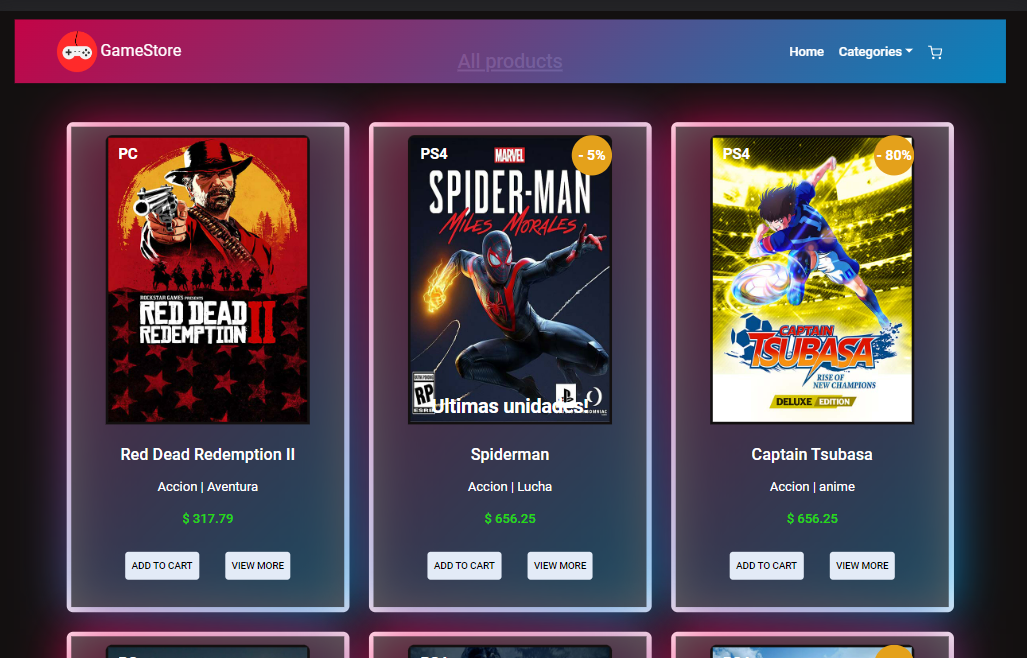 GameStore
All products
Home
Categories
PC
ROCKSTAR GAMES PRESENTS
RED DEAD
REDEMPTION II
Red Dead Redemption II
Accion | Aventura
$ 317.79
ADD TO CART
VIEW MORE
PS4
- 5%
MARVEL
SPIDER-MAN
MILES MORALES
RP
ESRB
Ultimas unidades!
Spiderman
Accion | Lucha
$ 656.25
ADD TO CART
VIEW MORE
PS4
- 80%
CAPTAIN
TSUBASA
RISE OF
NEW CHAMPIONS
DELUXE EDITION
Captain Tsubasa
Accion | anime
$ 656.25
ADD TO CART
VIEW MORE